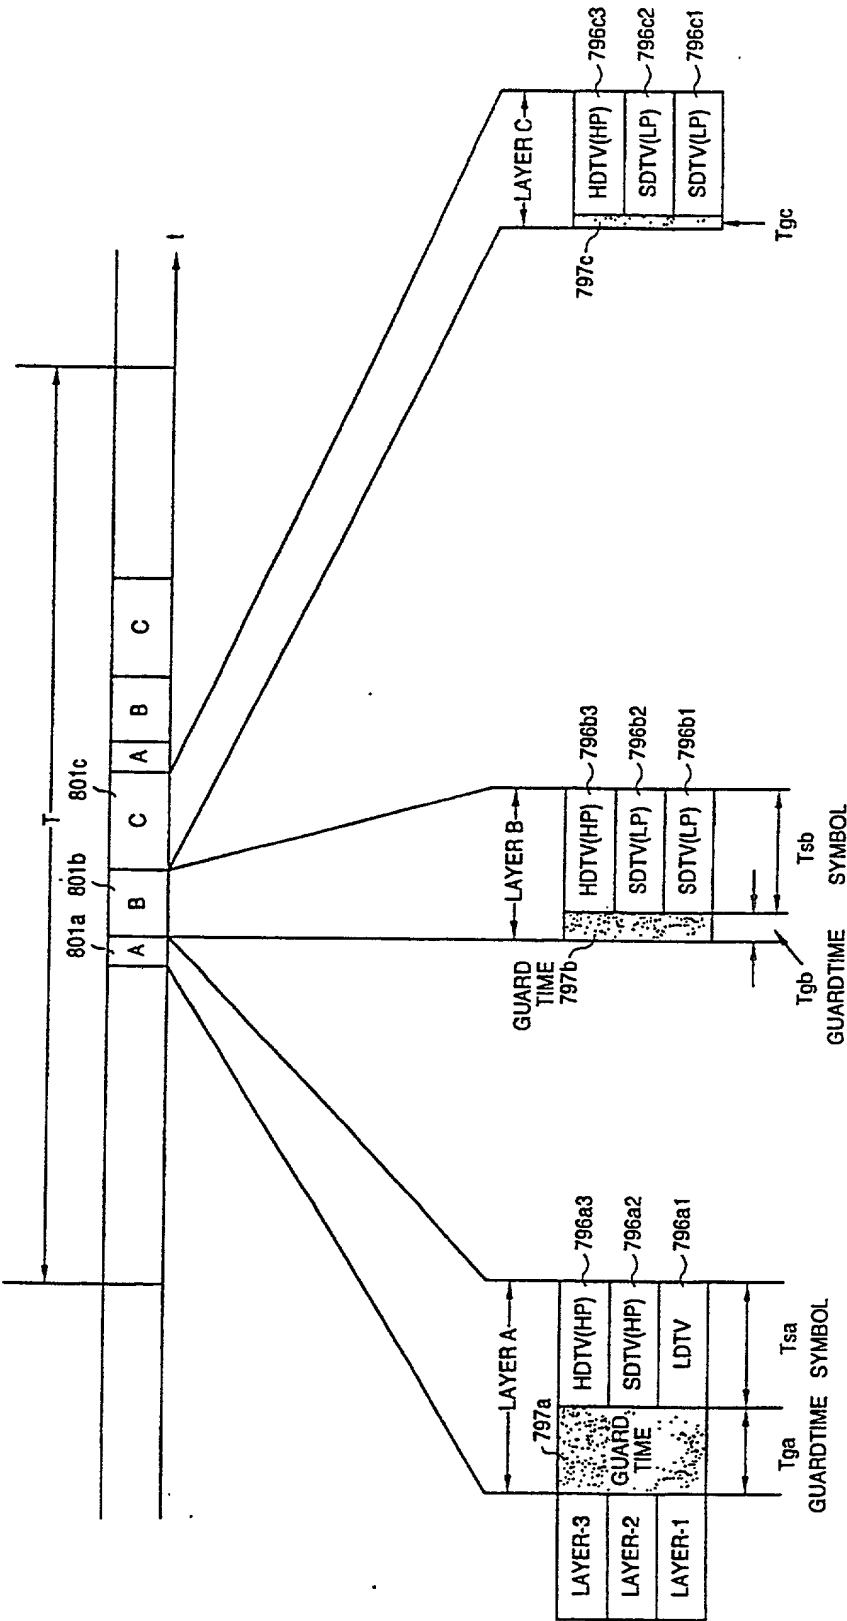 T
801a
801b
801c
A
B
C
A
B
C
t
LAYER A
LAYER B
LAYER C
797a
GUARD
TIME
797b
797c
LAYER-3
LAYER-2
LAYER-1
GUARD
TIME
HDTV(HP)
SDTV(HP)
LDTV
796a3
796a2
796a1
HDTV(HP)
SDTV(LP)
SDTV(LP)
796b3
796b2
796b1
HDTV(HP)
SDTV(LP)
SDTV(LP)
796c3
796c2
796c1
Tga
GUARDTIME
Tsa
SYMBOL
Tgb
GUARDTIME
Tsb
SYMBOL
Tgc